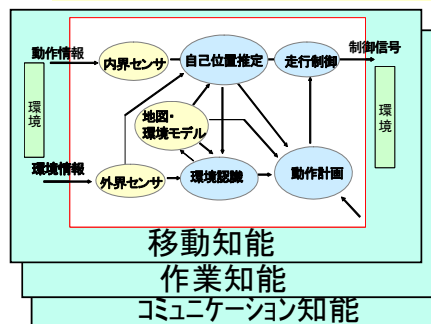 動作情報
内界センサ
自己位置推定
走行制御
制御信号
環境
地図・
環境モデル
環境
環境情報
外界センサ
環境認識
動作計画
移動知能
作業知能
コミュニケーション知能